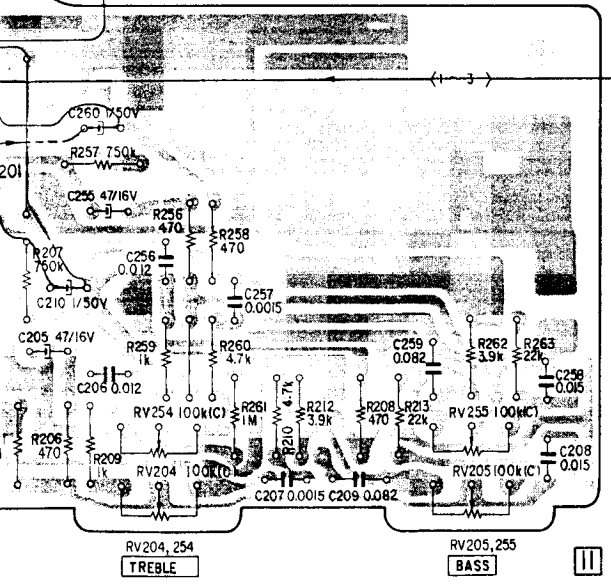 ⟨1~3⟩
C260 1/50V
R257 750k
201
C255 47/16V
R256
470
R258
470
R207
750k
C256
0.012
C210 1/50V
C257
0.0015
C205 47/16V
R259
1k
R260
4.7k
C259
0.082
R262
3.9k
R263
22k
C206 0.012
C258
0.015
RV254 100k(C)
R261
1M
R210 4.7k
R212
3.9k
R208
470
R213
22k
RV255 100k(C)
R206
470
R209
1k
RV204 100k(C)
C207 0.0015
C209 0.082
RV205 100k(C)
C208
0.015
RV204, 254
TREBLE
RV205, 255
BASS
11